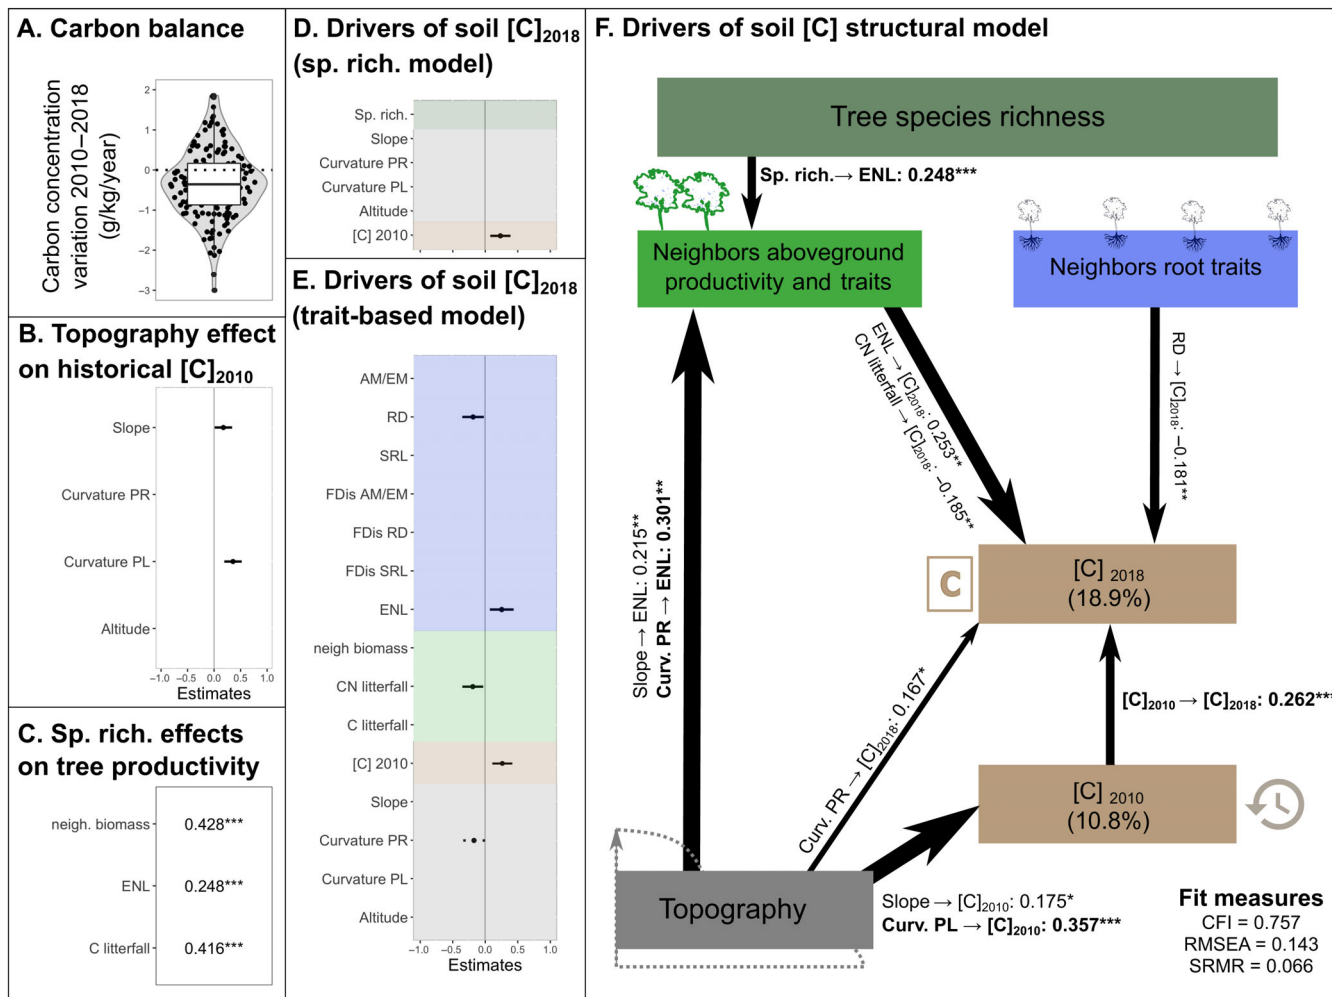 A. Carbon balance
Carbon concentration
variation 2010–2018
(g/kg/year)
2
1
0
−1
−2
−3
B. Topography effect
on historical [C]2010
Slope
Curvature PR
Curvature PL
Altitude
−1.0 −0.5 0.0 0.5 1.0
Estimates
C. Sp. rich. effects
on tree productivity
neigh. biomass 0.428***
ENL 0.248***
C litterfall 0.416***
D. Drivers of soil [C]2018
(sp. rich. model)
Sp. rich.
Slope
Curvature PR
Curvature PL
Altitude
[C] 2010
−1.0 −0.5 0.0 0.5 1.0
E. Drivers of soil [C]2018
(trait-based model)
AM/EM
RD
SRL
FDis AM/EM
FDis RD
FDis SRL
ENL
neigh biomass
CN litterfall
C litterfall
[C] 2010
Slope
Curvature PR
Curvature PL
Altitude
−1.0 −0.5 0.0 0.5 1.0
Estimates
F. Drivers of soil [C] structural model
Tree species richness
Sp. rich.→ ENL: 0.248***
Neighbors aboveground
productivity and traits
Neighbors root traits
ENL → [C]2018: 0.253**
CN litterfall → [C]2018: −0.185**
RD → [C]2018: −0.181**
Slope → ENL: 0.215**
Curv. PR → ENL: 0.301**
C
[C] 2018
(18.9%)
Curv. PR → [C]2018: 0.167*
[C]2010 → [C]2018: 0.262***
[C] 2010
(10.8%)
Topography
Slope → [C]2010: 0.175*
Curv. PL → [C]2010: 0.357***
Fit measures
CFI = 0.757
RMSEA = 0.143
SRMR = 0.066